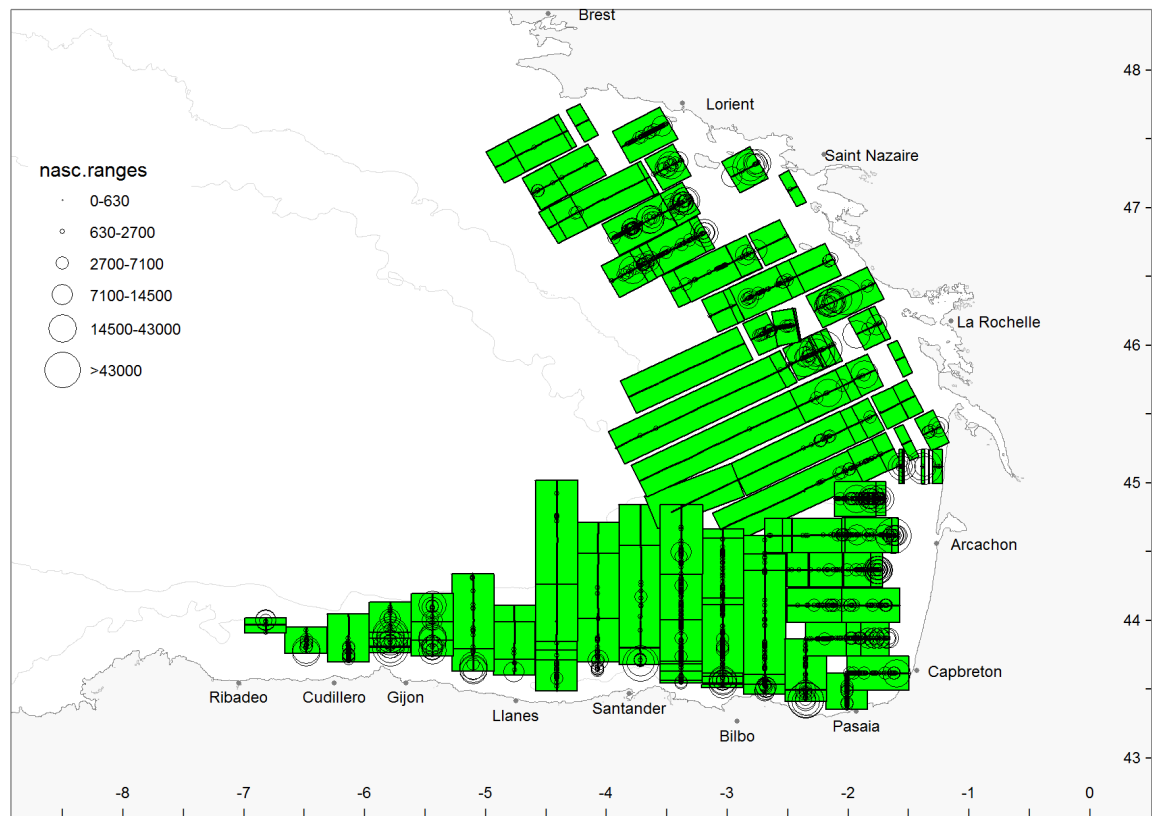 Brest
48
Lorient
Saint Nazaire
nasc.ranges
0-630
630-2700
2700-7100
7100-14500
14500-43000
>43000
47
La Rochelle
46
45
Arcachon
44
Capbreton
Ribadeo
Cudillero
Gijon
Llanes
Santander
Bilbo
Pasaia
43
-8 -7 -6 -5 -4 -3 -2 -1 0